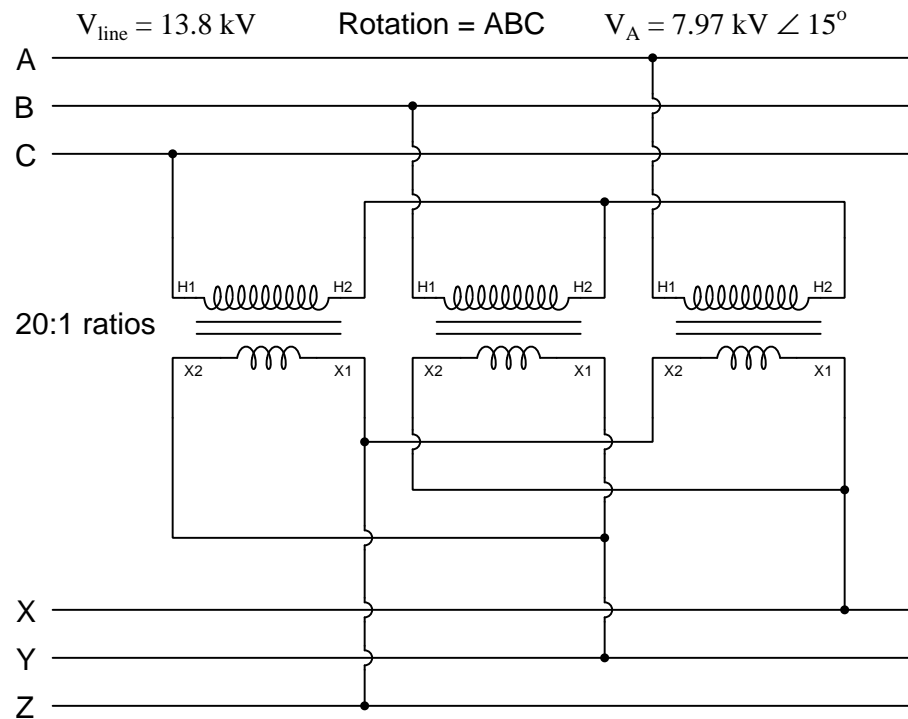 V_line = 13.8 kV Rotation = ABC V_A = 7.97 kV ∠ 15°
A
B
C
H1 H2 H1 H2 H1 H2
20:1 ratios
X2 X1 X2 X1 X2 X1
X
Y
Z